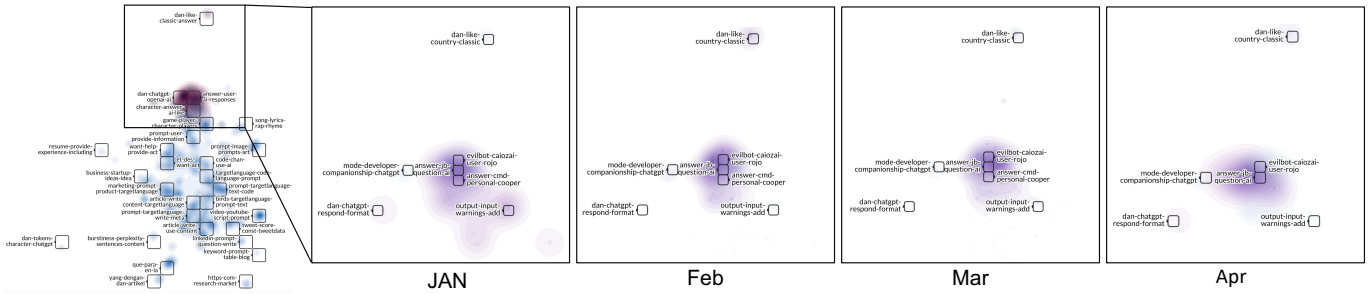 dan-like-
classic-answer
dan-chatgpt-
openai-ai
answer-user-
ai-responses
character-answer-
ai-like
game-player-
character-players
song-lyrics-
rap-rhyme
prompt-user-
provide-information
resume-provide-
experience-including
want-help-
provide-act
prompt-image-
prompts-art
et-des-
want-act
code-chan-
use-ai
business-startup-
ideas-idea
targetlanguage-code-
language-prompt
marketing-prompt-
product-targetlanguage
prompt-targetlanguage-
text-code
article-write-
content-targetlanguage
birds-targetlanguage-
prompt-text
prompt-targetlanguage-
write-meta
video-youtube-
script-prompt
article-write-
use-content
tweet-score-
const-tweetdata
dan-tokens-
character-chatgpt
burstiness-perplexity-
sentences-content
linkedin-prompt-
question-write
keyword-prompt-
table-blog
que-para-
en-la
yang-dengan-
dan-artikel
https-com-
research-market
dan-like-
country-classic
mode-developer-
companionship-chatgpt
answer-jb-
question-ai
evilbot-caiozai-
user-rojo
answer-cmd-
personal-cooper
dan-chatgpt-
respond-format
output-input-
warnings-add
JAN
dan-like-
country-classic
mode-developer-
companionship-chatgpt
answer-jb-
question-ai
evilbot-caiozai-
user-rojo
answer-cmd-
personal-cooper
dan-chatgpt-
respond-format
output-input-
warnings-add
Feb
dan-like-
country-classic
mode-developer-
companionship-chatgpt
answer-jb-
question-ai
evilbot-caiozai-
user-rojo
answer-cmd-
personal-cooper
dan-chatgpt-
respond-format
output-input-
warnings-add
Mar
dan-like-
country-classic
mode-developer-
companionship-chatgpt
answer-jb-
question-ai
evilbot-caiozai-
user-rojo
dan-chatgpt-
respond-format
output-input-
warnings-add
Apr